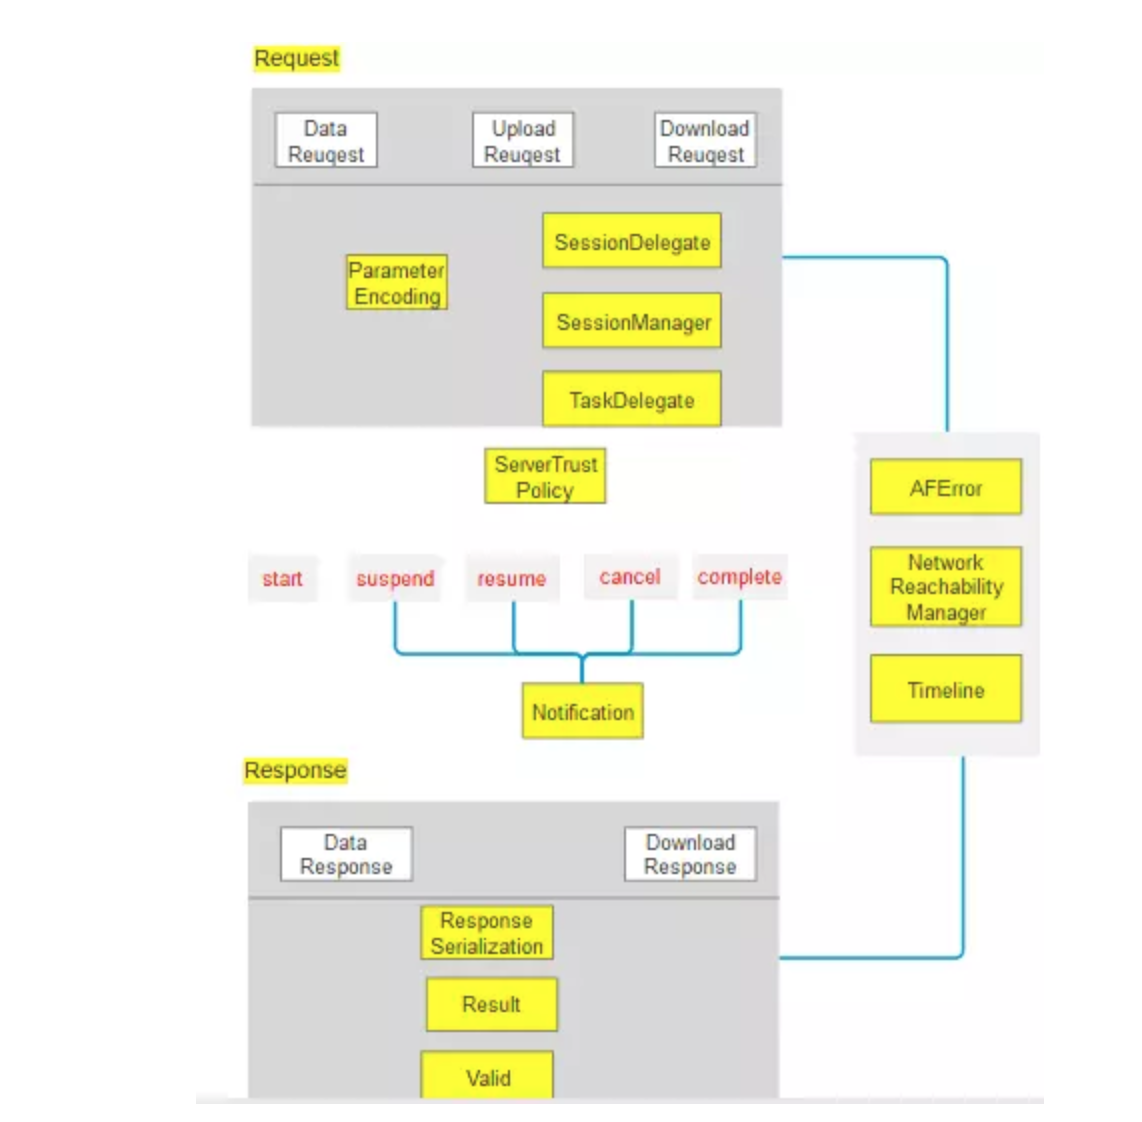 Request
Data
Reuqest
Upload
Reuqest
Download
Reuqest
Parameter
Encoding
SessionDelegate
SessionManager
TaskDelegate
ServerTrust
Policy
start
suspend
resume
cancel
complete
Notification
AFError
Network
Reachability
Manager
Timeline
Response
Data
Response
Download
Response
Response
Serialization
Result
Valid